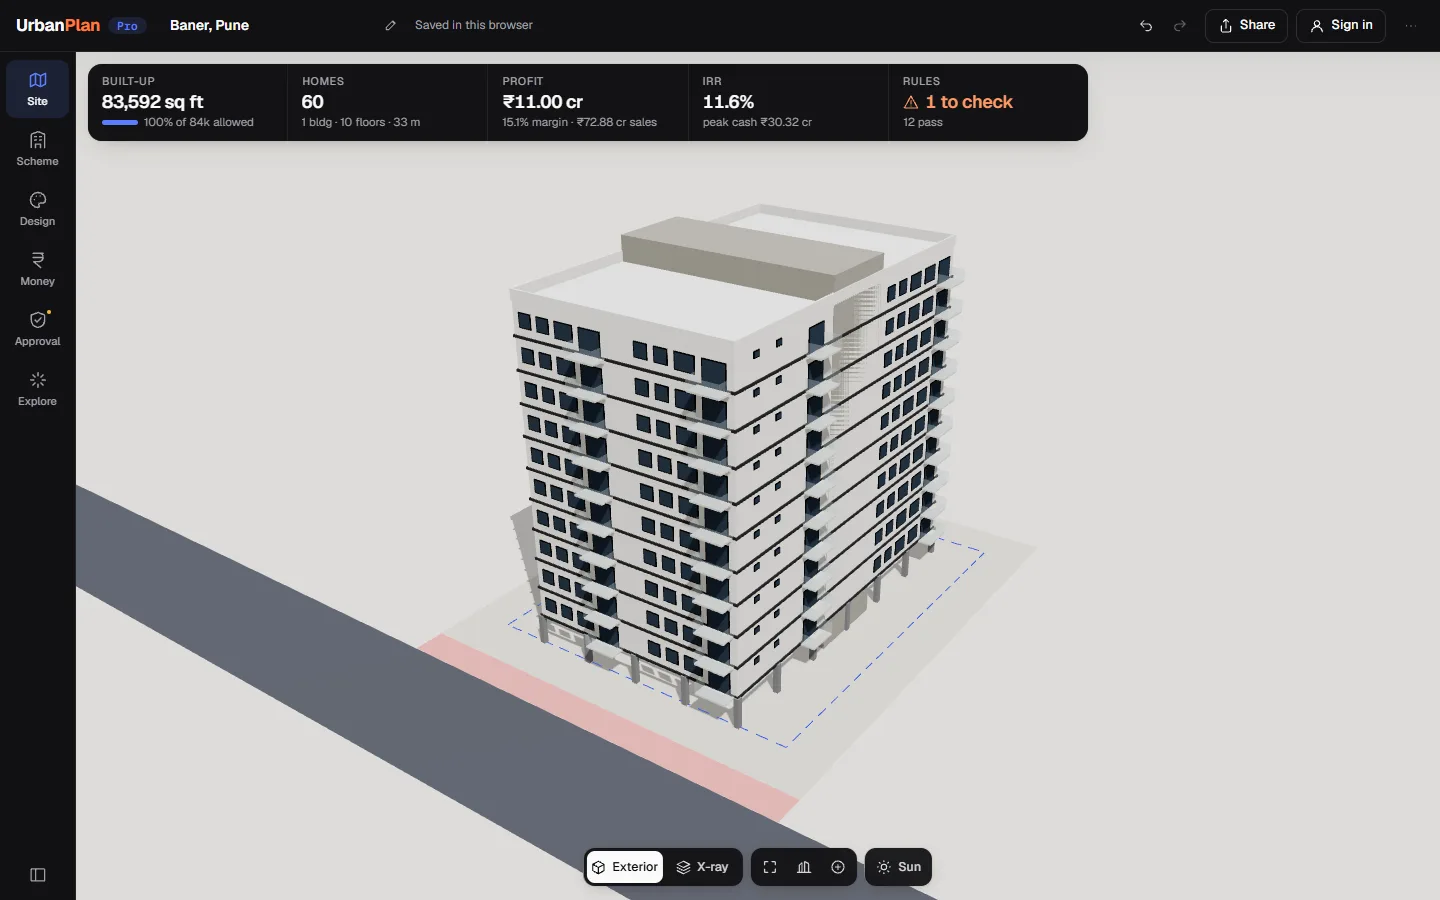 UrbanPlan Pro Baner, Pune Saved in this browser Share Sign in
Site
Scheme
Design
Money
Approval
Explore
BUILT-UP
83,592 sq ft
100% of 84k allowed
HOMES
60
1 bldg · 10 floors · 33 m
PROFIT
₹11.00 cr
15.1% margin · ₹72.88 cr sales
IRR
11.6%
peak cash ₹30.32 cr
RULES
1 to check
12 pass
Exterior X-ray Sun